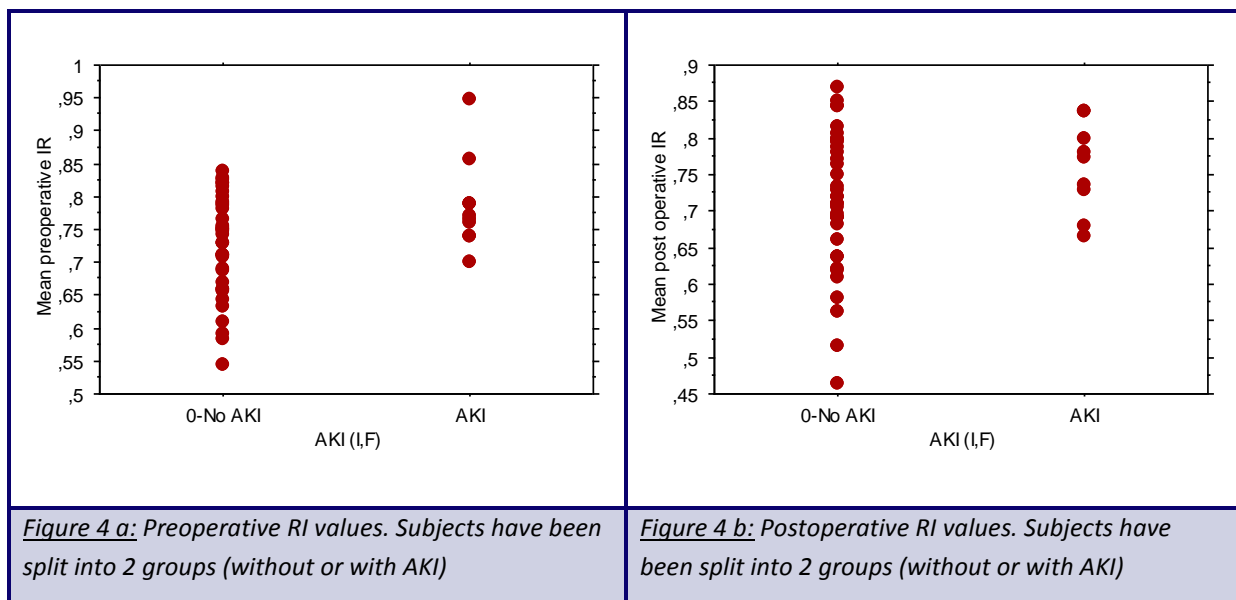 1
,95
,9
,85
,8
,75
,7
,65
,6
,55
,5
Mean preoperative IR
0-No AKI AKI
AKI (I,F)
,9
,85
,8
,75
,7
,65
,6
,55
,5
,45
Mean post operative IR
0-No AKI AKI
AKI (I,F)
Figure 4 a: Preoperative RI values. Subjects have been
split into 2 groups (without or with AKI)
Figure 4 b: Postoperative RI values. Subjects have
been split into 2 groups (without or with AKI)